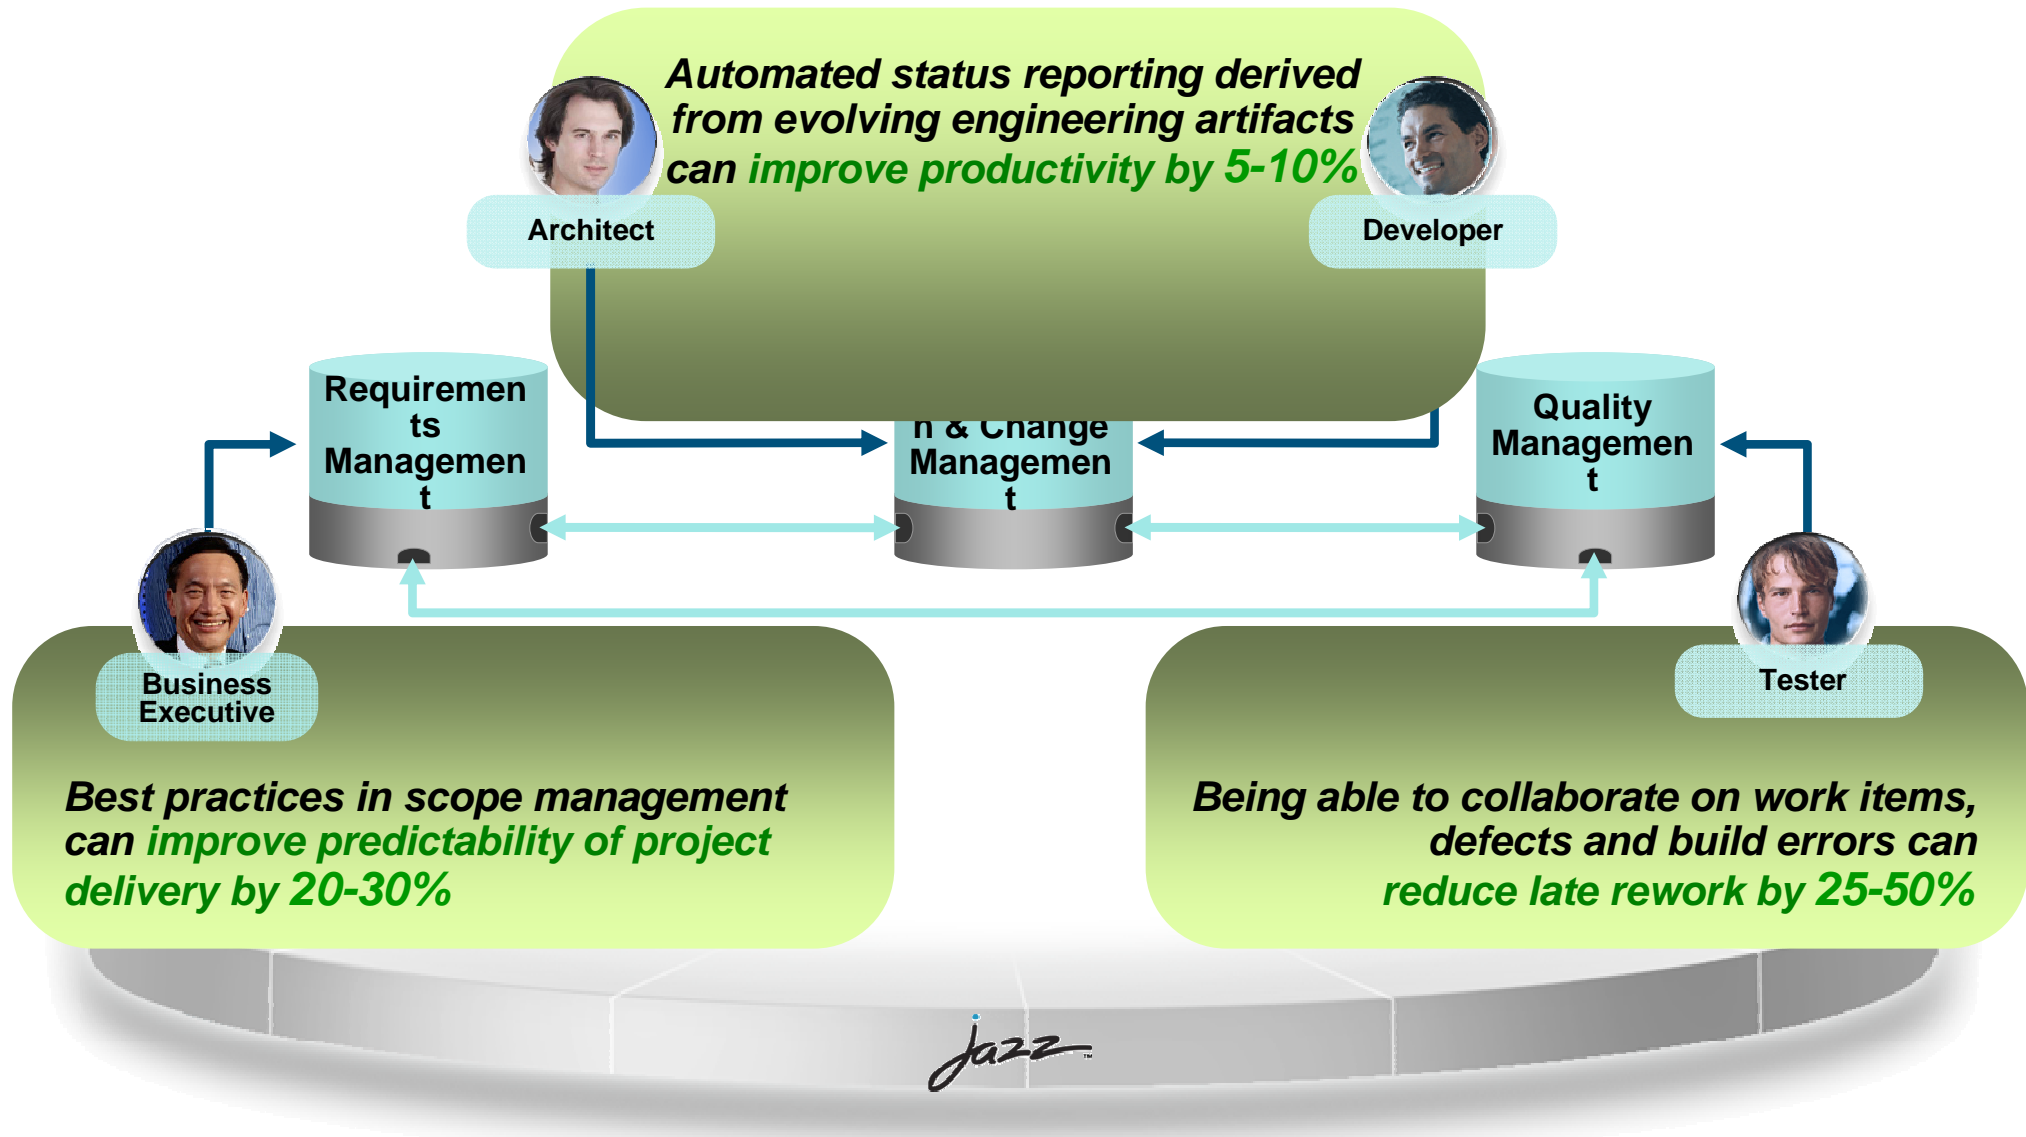 Automated status reporting derived
from evolving engineering artifacts
can improve productivity by 5-10%
Architect
Developer
Requiremen
ts
Managemen
t
n & Change
Managemen
t
Quality
Managemen
t
Business
Executive
Tester
Best practices in scope management
can improve predictability of project
delivery by 20-30%
Being able to collaborate on work items,
defects and build errors can
reduce late rework by 25-50%
jazz™